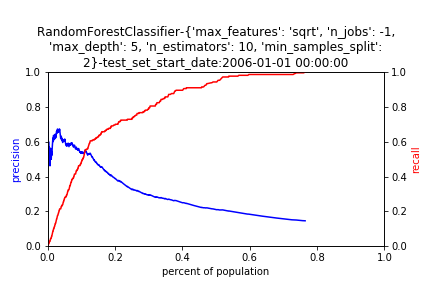 RandomForestClassifier-{'max_features': 'sqrt', 'n_jobs': -1,
'max_depth': 5, 'n_estimators': 10, 'min_samples_split':
2}-test_set_start_date:2006-01-01 00:00:00
1.0
0.8
0.6
0.4
0.2
0.0
precision
1.0
0.8
0.6
0.4
0.2
0.0
recall
0.0 0.2 0.4 0.6 0.8 1.0
percent of population